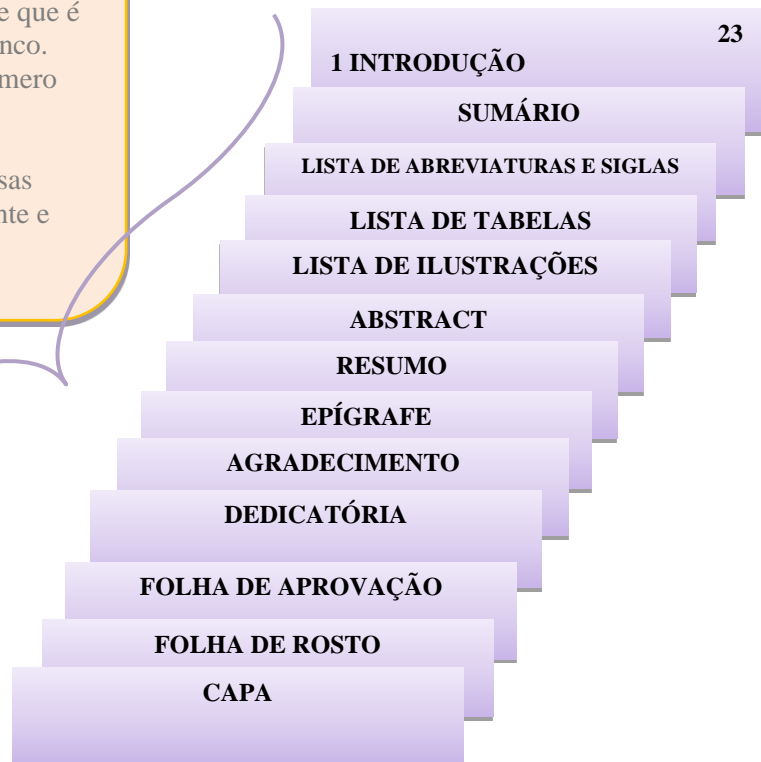 e que é
nco.
mero
sas
nte e
23
1 INTRODUÇÃO
SUMÁRIO
LISTA DE ABREVIATURAS E SIGLAS
LISTA DE TABELAS
LISTA DE ILUSTRAÇÕES
ABSTRACT
RESUMO
EPÍGRAFE
AGRADECIMENTO
DEDICATÓRIA
FOLHA DE APROVAÇÃO
FOLHA DE ROSTO
CAPA